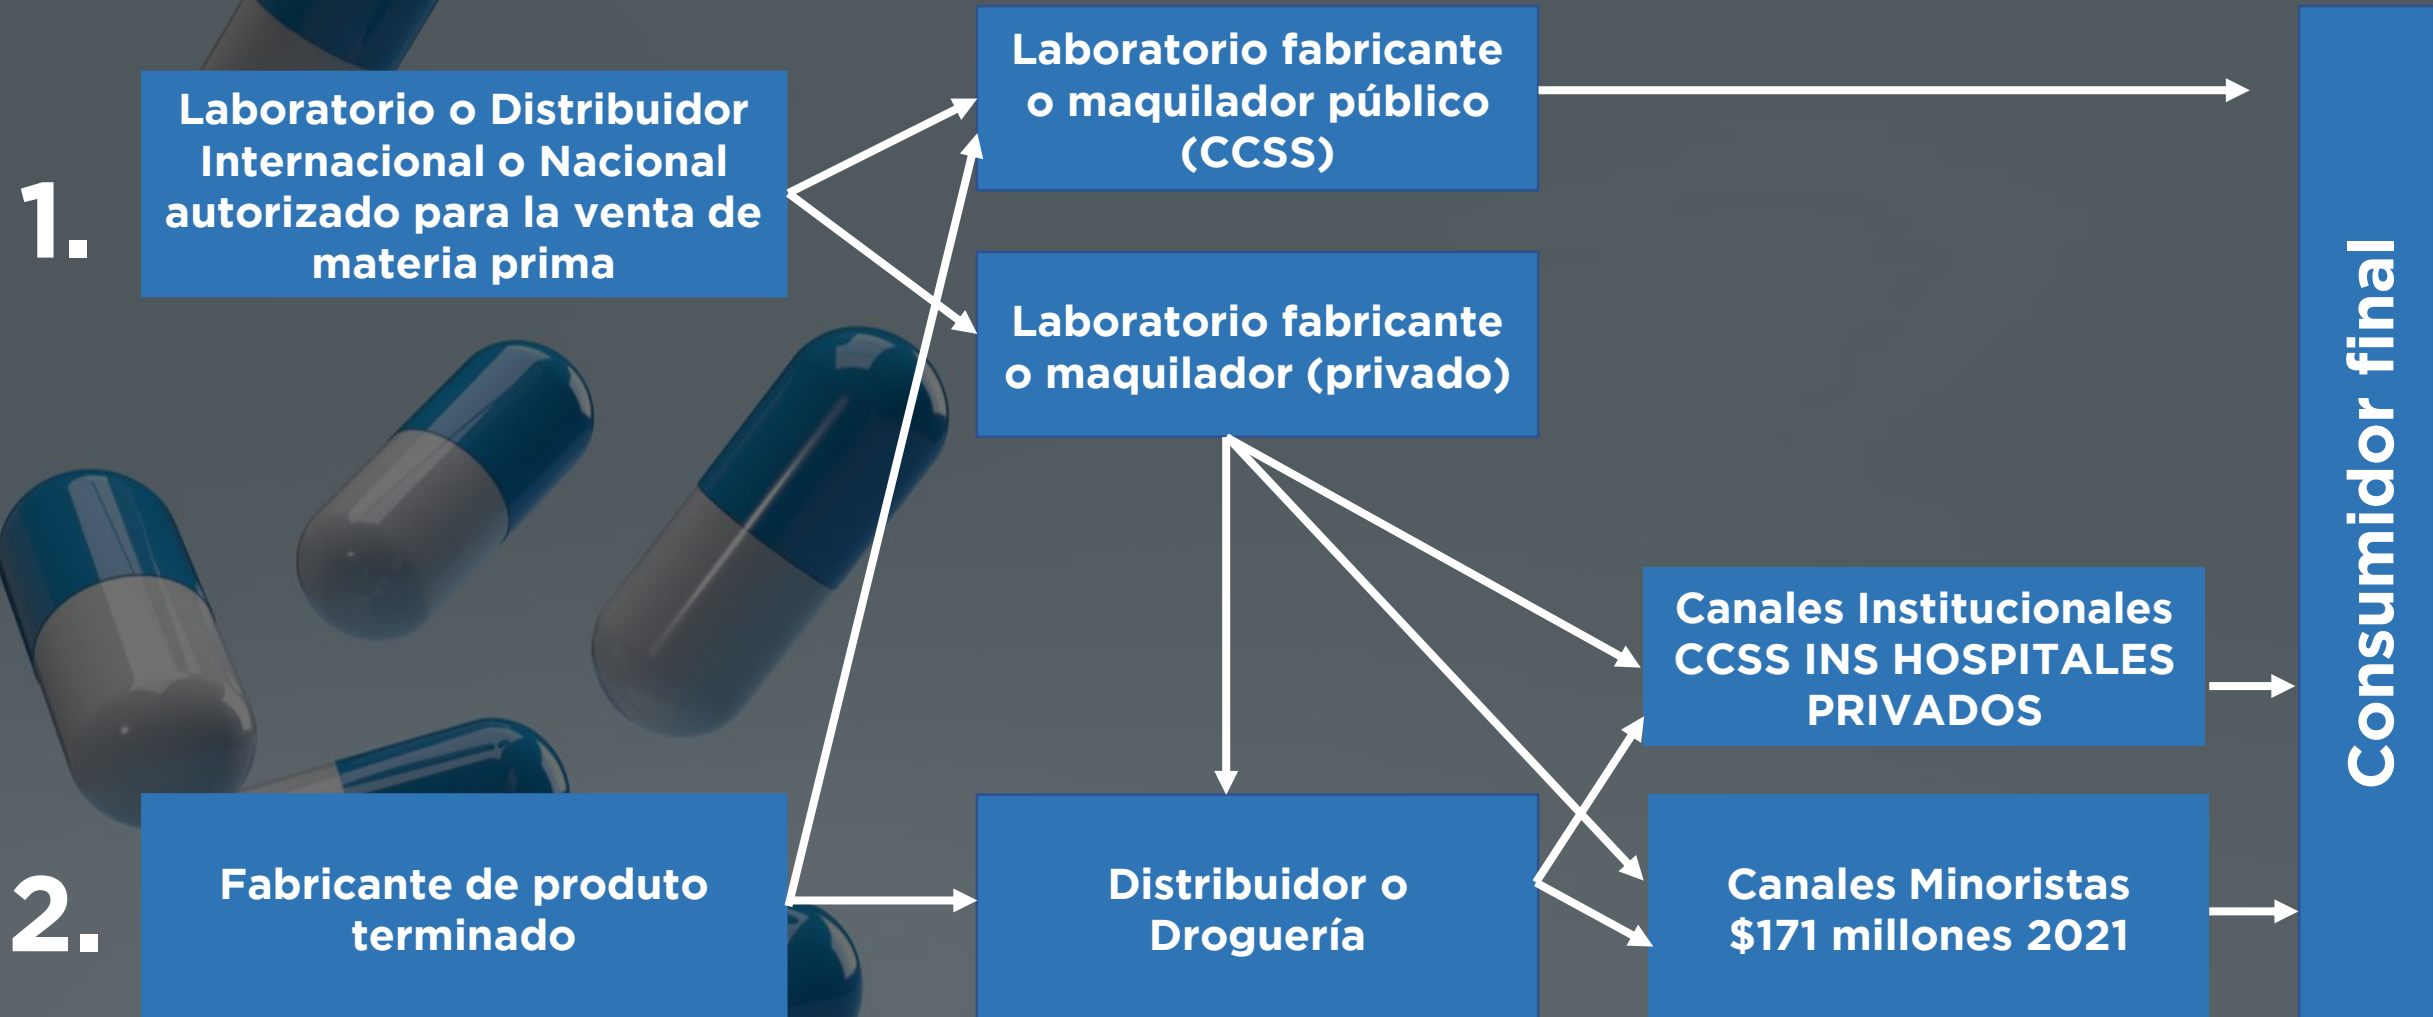 1.
Laboratorio o Distribuidor
Internacional o Nacional
autorizado para la venta de
materia prima
Laboratorio fabricante
o maquilador público
(CCSS)
Laboratorio fabricante
o maquilador (privado)
Canales Institucionales
CCSS INS HOSPITALES
PRIVADOS
2.
Fabricante de produto
terminado
Distribuidor o
Droguería
Canales Minoristas
$171 millones 2021
Consumidor final